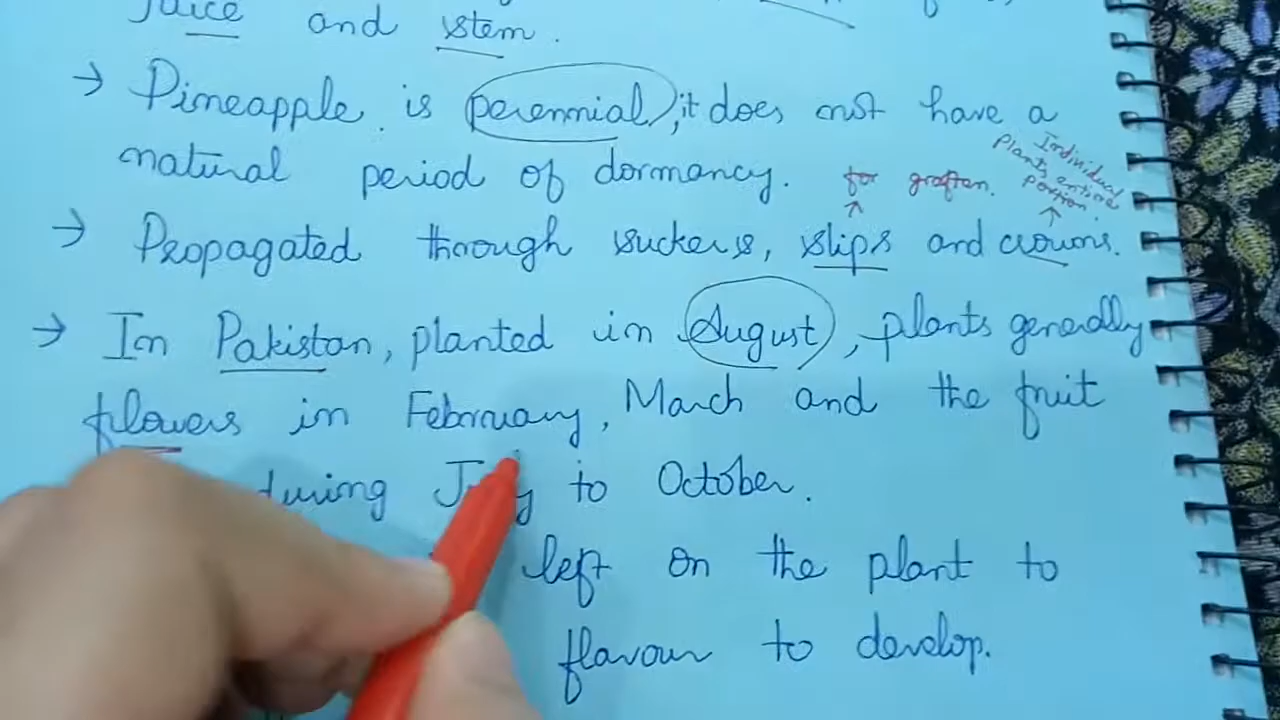 Juice and stem.
→ Pineapple is perennial, it does not have a
natural period of dormancy.
for graften.
Individual
Plants entire
portion.
→ Propagated through suckers, slips and crowns.
→ In Pakistan, planted in August, plants generally
flowers in February, March and the fruit
during July to October.
left on the plant to
flavour to develop.